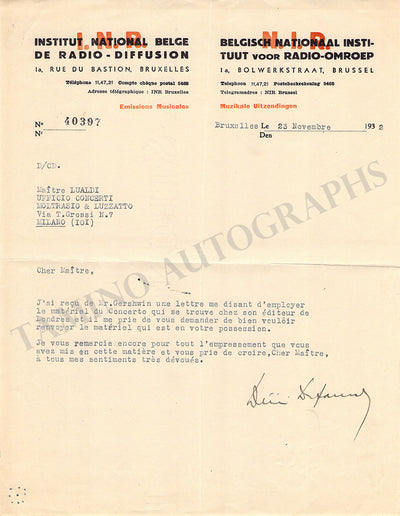 I.N.R.
INSTITUT NATIONAL BELGE
DE RADIO-DIFFUSION
1a, RUE DU BASTION, BRUXELLES
Téléphone 11,47,21 Compte chèque postal 5468
Adresse télégraphique : INR Bruxelles
Emissions Musicales
N.I.R.
BELGISCH NATIONAAL INSTI-
TUUT VOOR RADIO-OMROEP
1a, BOLWERKSTRAAT, BRUSSEL
Telephoon 11,47,21 Postcheckrekening 5468
Telegramadres : NIR Brussel
Muzikale Uitzendingen
No 40397
Nr
Bruxelles Le 23 Novembre 1932
Den
D/CD.
Maître LUALDI
UFFICIO CONCERTI
MOLTRASIO & LUZZATTO
Via T.Grossi N.7
MILANO (IOI)
Cher Maître,
J'ai reçu de Mr.Gershwin une lettre me disant d'employer
le matériel du Concerto qui se trouve chez son éditeur de
Londres et il me prie de vous demander de bien vouloir
renvoyer le matériel qui est en votre possession.
Je vous remercie encore pour tout l'empressement que vous
avez mis en cette matière et vous prie de croire,Cher Maître,
à tous mes sentiments très dévoués.
TAMINO AUTOGRAPHS